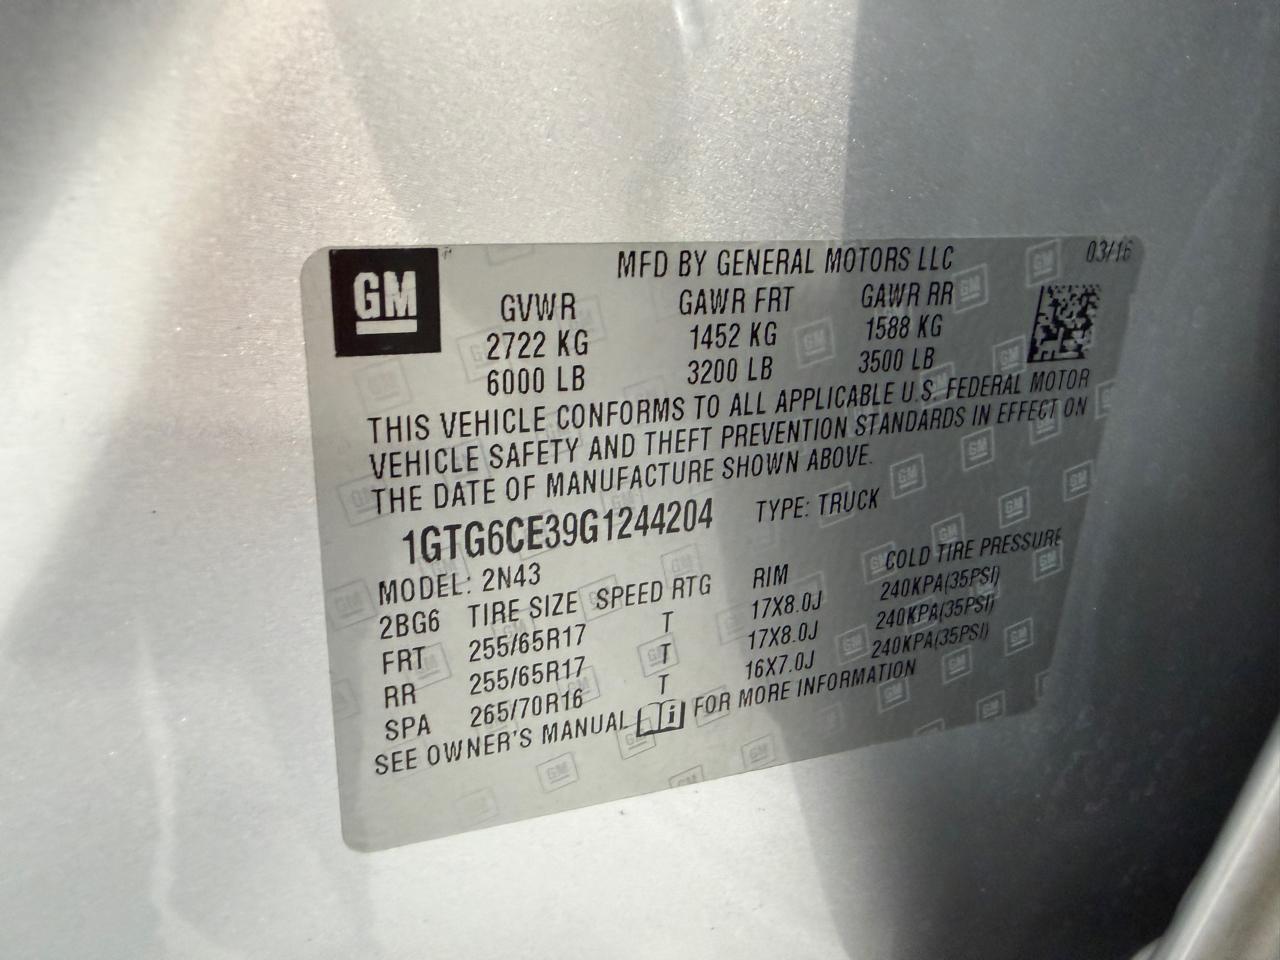 GM
MFD BY GENERAL MOTORS LLC 03/16
GVWR GAWR FRT GAWR RR
2722 KG 1452 KG 1588 KG
6000 LB 3200 LB 3500 LB
THIS VEHICLE CONFORMS TO ALL APPLICABLE U.S. FEDERAL MOTOR
VEHICLE SAFETY AND THEFT PREVENTION STANDARDS IN EFFECT ON
THE DATE OF MANUFACTURE SHOWN ABOVE.
1GTG6CE39G1244204 TYPE: TRUCK
MODEL: 2N43
2BG6 TIRE SIZE SPEED RTG RIM COLD TIRE PRESSURE
FRT 255/65R17 T 17X8.0J 240KPA(35PSI)
RR 255/65R17 T 17X8.0J 240KPA(35PSI)
SPA 265/70R16 T 16X7.0J 240KPA(35PSI)
SEE OWNER'S MANUAL i FOR MORE INFORMATION